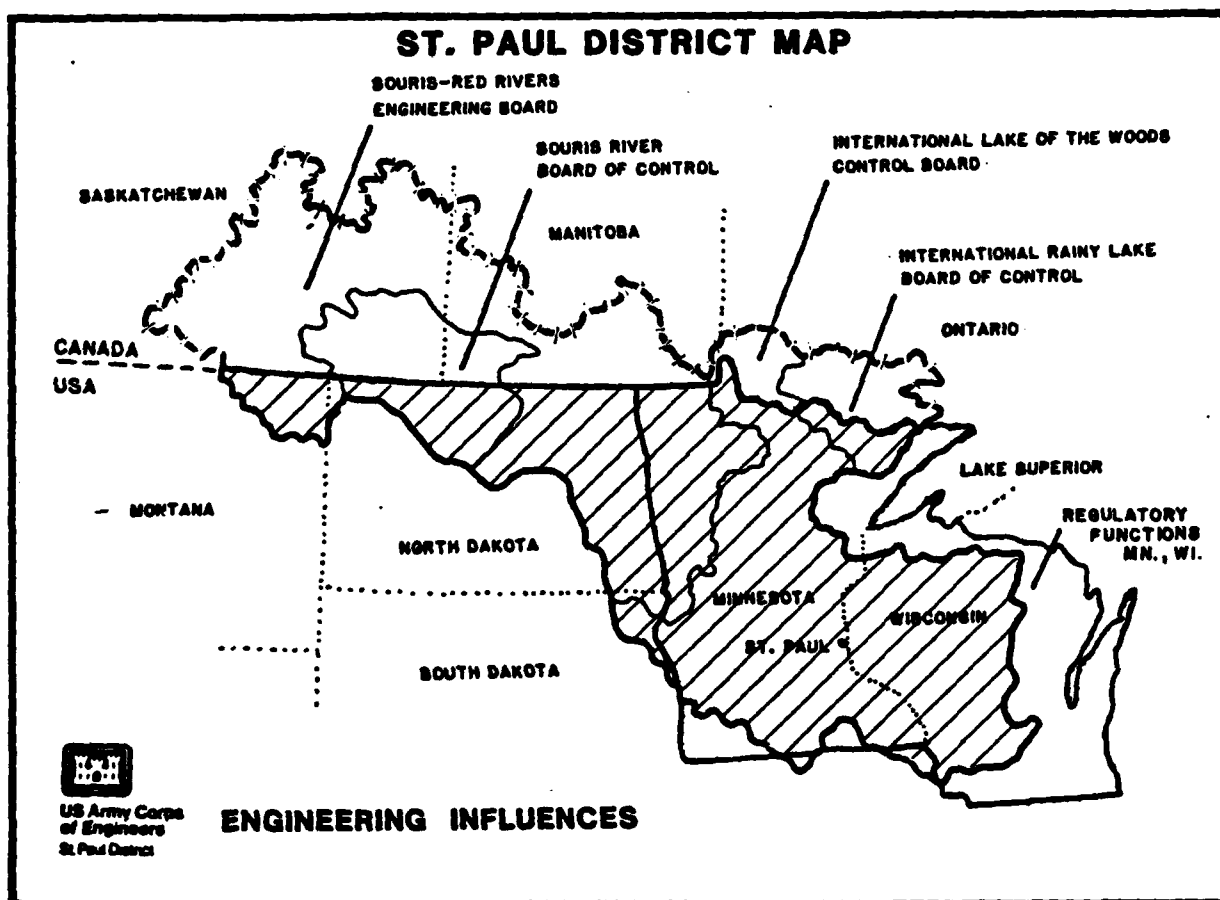 ST. PAUL DISTRICT MAP
SOURIS-RED RIVERS
ENGINEERING BOARD
SOURIS RIVER
BOARD OF CONTROL
INTERNATIONAL LAKE OF THE WOODS
CONTROL BOARD
SASKATCHEWAN
MANITOBA
INTERNATIONAL RAINY LAKE
BOARD OF CONTROL
ONTARIO
CANADA
USA
LAKE SUPERIOR
MONTANA
REGULATORY
FUNCTIONS
MN., WI.
NORTH DAKOTA
MINNESOTA
WISCONSIN
ST. PAUL
SOUTH DAKOTA
US Army Corps
of Engineers
St. Paul District
ENGINEERING INFLUENCES